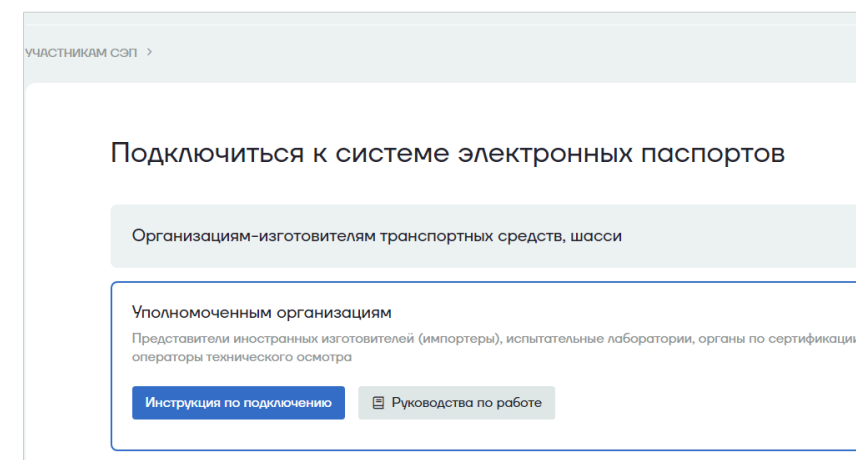 УЧАСТНИКАМ СЭП >
Подключиться к системе электронных паспортов
Организациям-изготовителям транспортных средств, шасси
Уполномоченным организациям
Представители иностранных изготовителей (импортеры), испытательные лаборатории, органы по сертификации
операторы технического осмотра
Инструкция по подключению
Руководства по работе